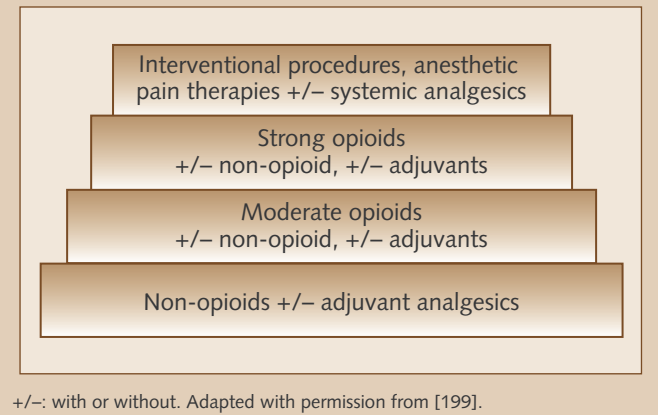 Interventional procedures, anesthetic
pain therapies +/– systemic analgesics
Strong opioids
+/– non-opioid, +/– adjuvants
Moderate opioids
+/– non-opioid, +/– adjuvants
Non-opioids +/– adjuvant analgesics
+/–: with or without. Adapted with permission from [199].